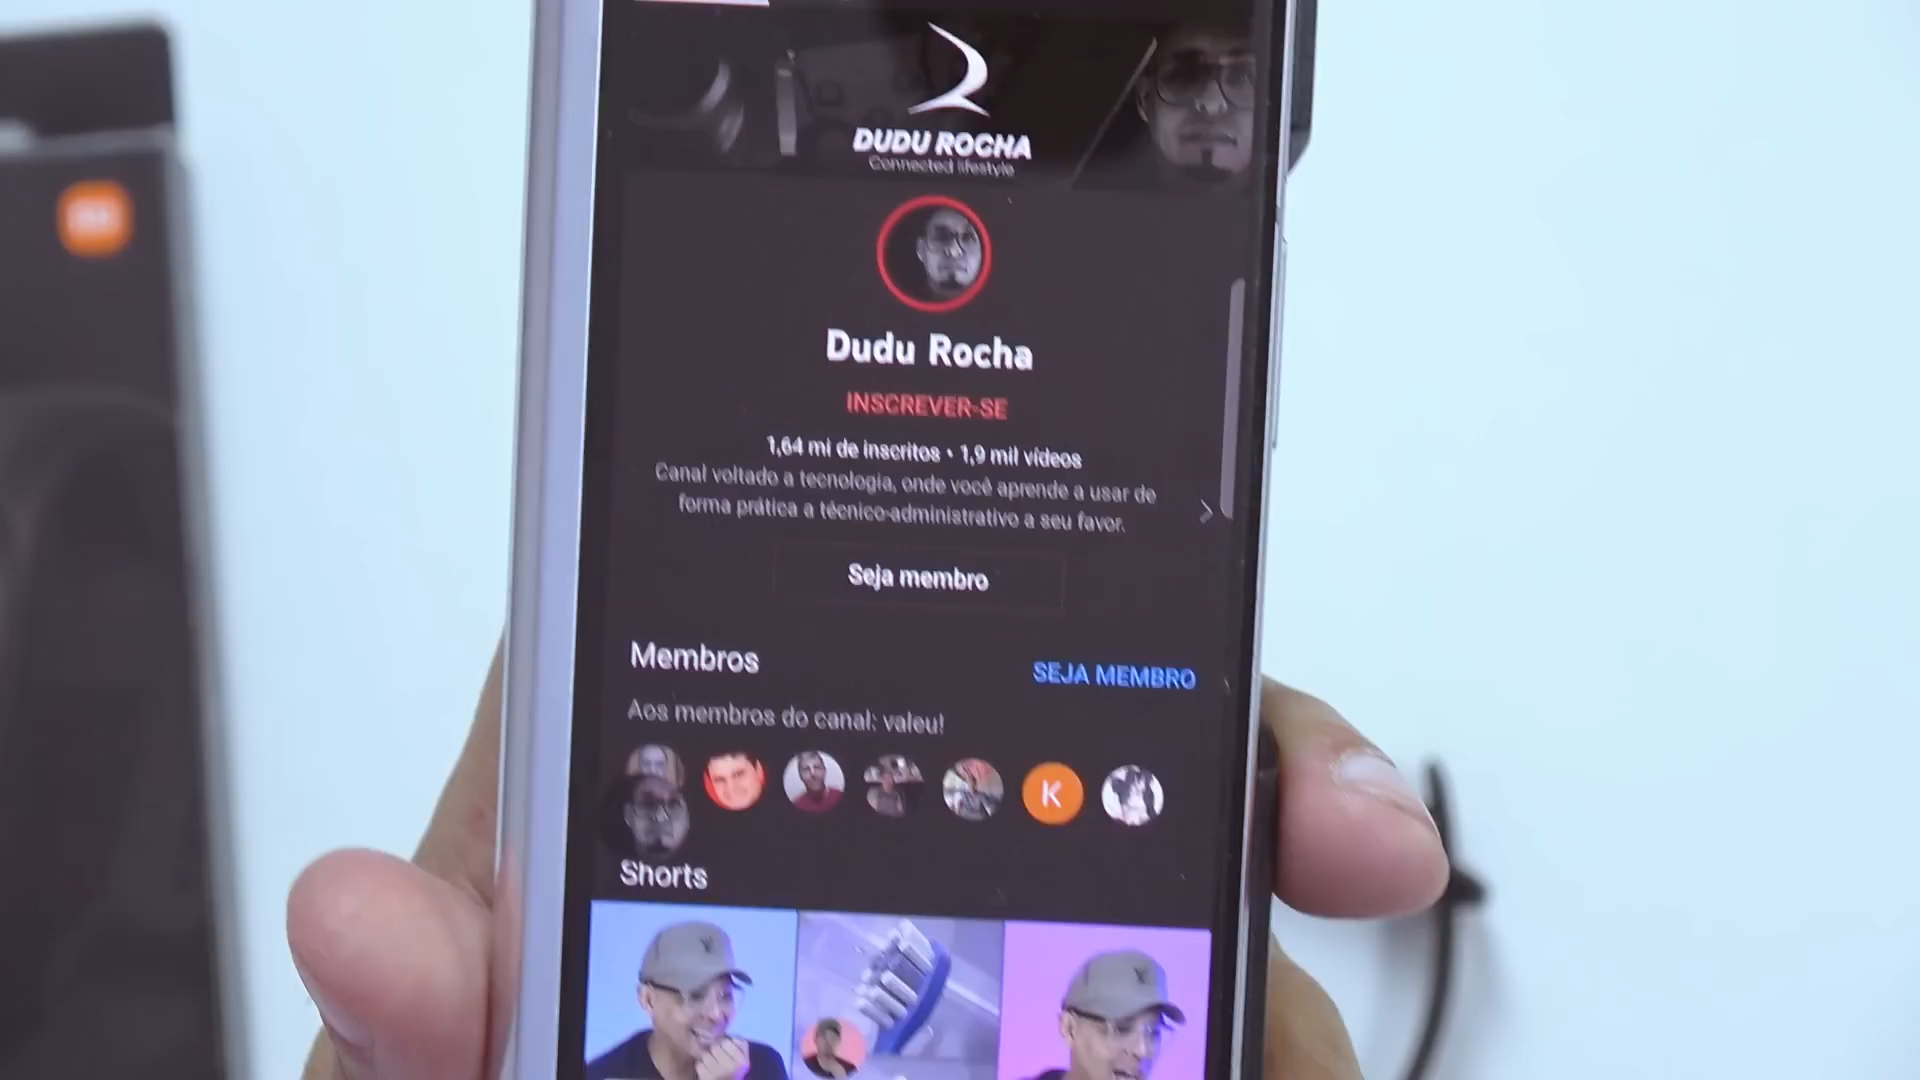 DUDU ROCHA
Connected lifestyle
Dudu Rocha
INSCREVER-SE
1,64 mi de inscritos • 1,9 mil vídeos
Canal voltado a tecnologia, onde você aprende a usar de
forma prática a técnico-administrativo a seu favor.
Seja membro
Membros
SEJA MEMBRO
Aos membros do canal: valeu!
K
Shorts